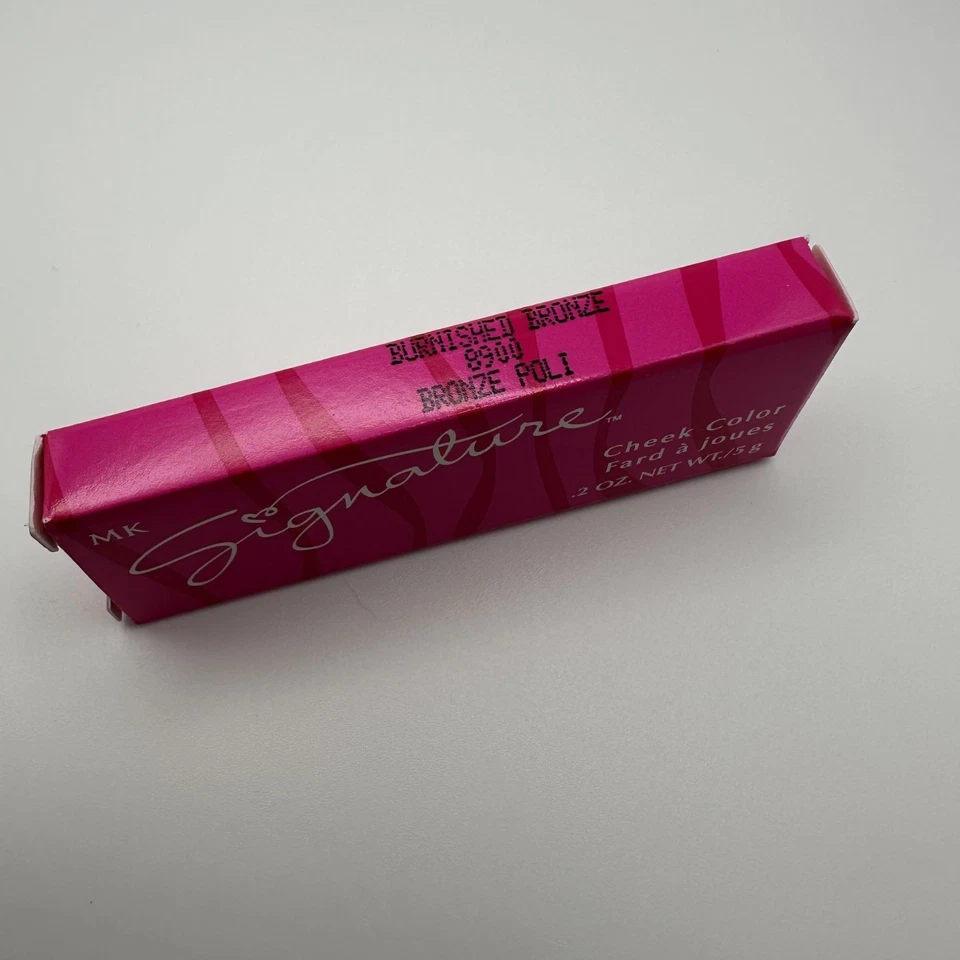 BURNISHED BRONZE
8900
BRONZE POLI
MK Signature™
Cheek Color
Fard à joues
.2 OZ. NET WT./5 g